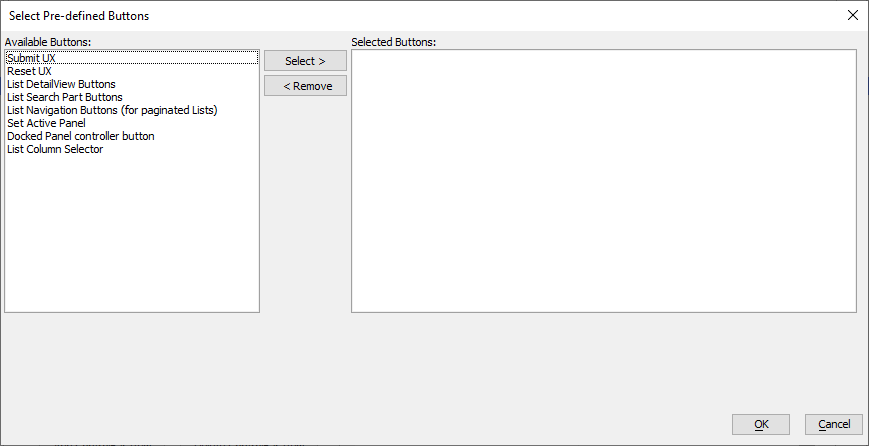 Select Pre-defined Buttons
Available Buttons:
Submit UX
Reset UX
List DetailView Buttons
List Search Part Buttons
List Navigation Buttons (for paginated Lists)
Set Active Panel
Docked Panel controller button
List Column Selector
Select >
< Remove
Selected Buttons:
OK
Cancel